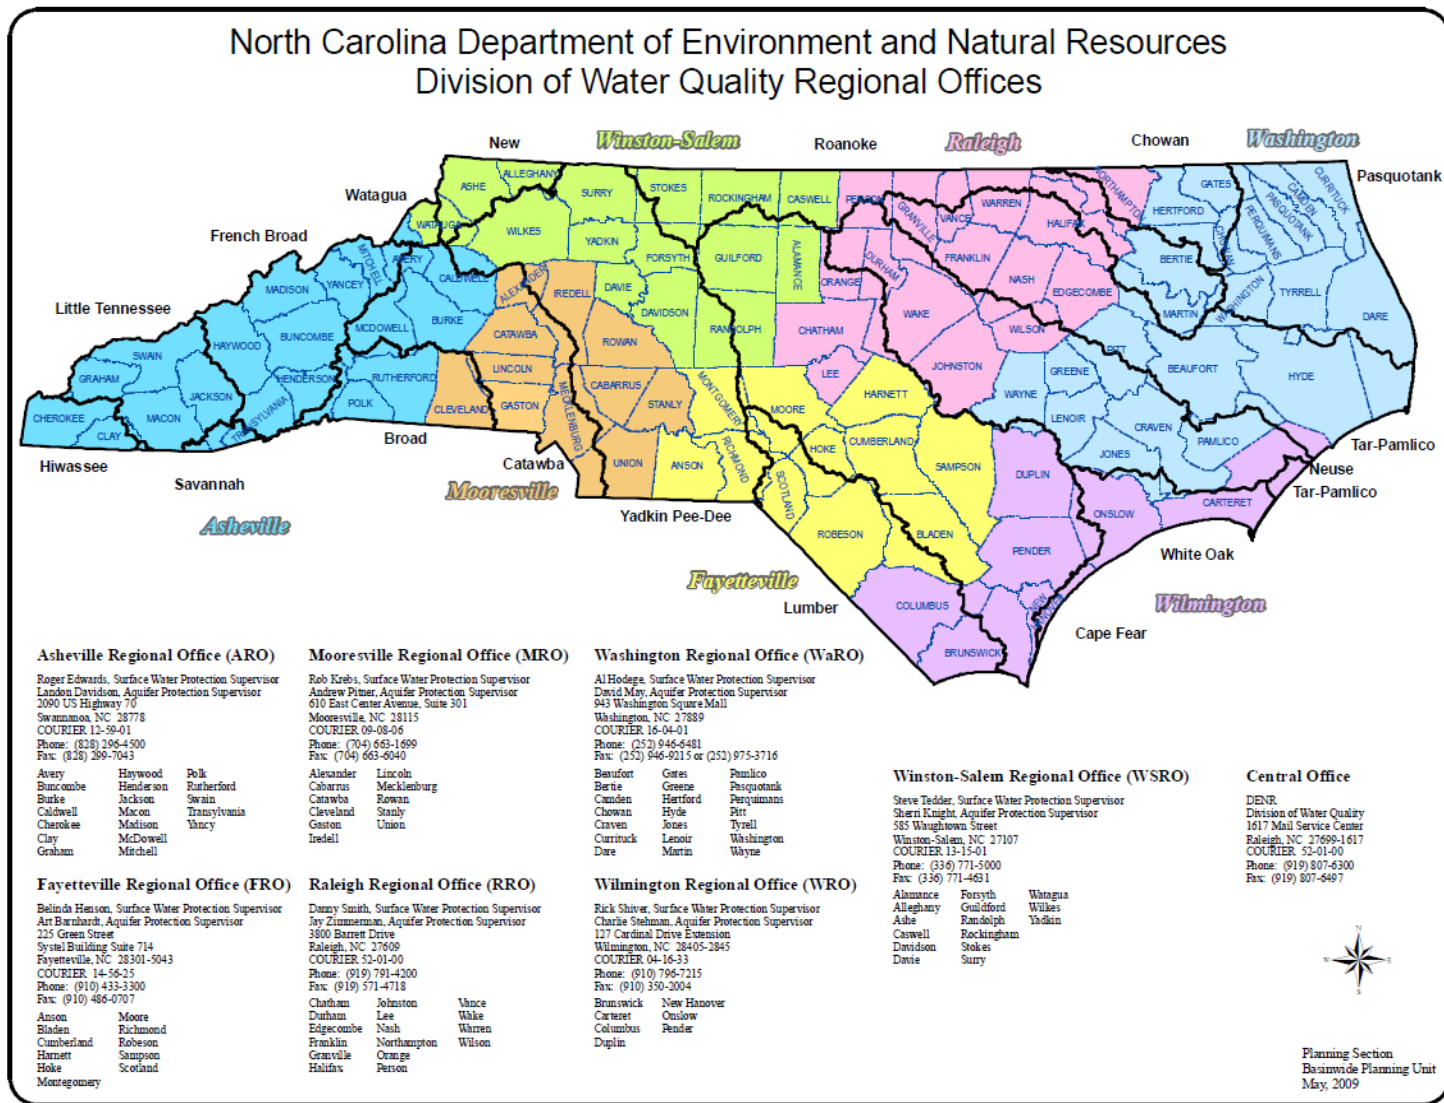 North Carolina Department of Environment and Natural Resources
Division of Water Quality Regional Offices
New
Winston-Salem
Roanoke
Raleigh
Chowan
Washington
Pasquotank
Watagua
French Broad
Little Tennessee
Hiwassee
Savannah
Asheville
Broad
Catawba
Mooresville
Yadkin Pee-Dee
Fayetteville
Lumber
Cape Fear
Wilmington
White Oak
Tar-Pamlico
Neuse
Tar-Pamlico
ASHE
ALLEGHANY
SURRY
STOKES
ROCKINGHAM
CASWELL
PERSON
GRANVILLE
VANCE
WARREN
HALIFAX
NORTHAMPTON
GATES
HERTFORD
CURRITUCK
CAMDEN
PASQUOTANK
PERQUIMANS
CHOWAN
WATAUGA
WILKES
YADKIN
FORSYTH
GUILFORD
ALAMANCE
ORANGE
DURHAM
FRANKLIN
NASH
EDGECOMBE
BERTIE
MARTIN
WASHINGTON
TYRRELL
DARE
MITCHELL
AVERY
CALDWELL
ALEXANDER
IREDELL
DAVIE
DAVIDSON
RANDOLPH
CHATHAM
WAKE
WILSON
JOHNSTON
PITT
BEAUFORT
HYDE
MADISON
YANCEY
BUNCOMBE
MCDOWELL
BURKE
CATAWBA
ROWAN
LINCOLN
CABARRUS
STANLY
MONTGOMERY
MOORE
LEE
HARNETT
WAYNE
GREENE
LENOIR
CRAVEN
PAMLICO
JONES
SWAIN
GRAHAM
HAYWOOD
JACKSON
MACON
CHEROKEE
CLAY
HENDERSON
TRANSYLVANIA
POLK
RUTHERFORD
CLEVELAND
GASTON
MECKLENBURG
UNION
ANSON
RICHMOND
SCOTLAND
HOKE
CUMBERLAND
SAMPSON
DUPLIN
ONSLOW
CARTERET
ROBESON
BLADEN
PENDER
COLUMBUS
BRUNSWICK
NEW HANOVER
Asheville Regional Office (ARO)
Roger Edwards, Surface Water Protection Supervisor
Landon Davidson, Aquifer Protection Supervisor
2090 US Highway 70
Swannanoa, NC 28778
COURIER 12-59-01
Phone: (828) 296-4500
Fax: (828) 299-7043
Avery Haywood Polk
Buncombe Henderson Rutherford
Burke Jackson Swain
Caldwell Macon Transylvania
Cherokee Madison Yancy
Clay McDowell
Graham Mitchell
Mooresville Regional Office (MRO)
Rob Krebs, Surface Water Protection Supervisor
Andrew Pitner, Aquifer Protection Supervisor
610 East Center Avenue, Suite 301
Mooresville, NC 28115
COURIER 09-08-06
Phone: (704) 663-1699
Fax: (704) 663-6040
Alexander Lincoln
Cabarrus Mecklenburg
Catawba Rowan
Cleveland Stanly
Gaston Union
Iredell
Washington Regional Office (WaRO)
Al Hodege, Surface Water Protection Supervisor
David May, Aquifer Protection Supervisor
943 Washington Square Mall
Washington, NC 27889
COURIER 16-04-01
Phone: (252) 946-6481
Fax: (252) 946-9215 or (252) 975-3716
Beaufort Gates Pamlico
Bertie Greene Pasquotank
Camden Hertford Perquimans
Chowan Hyde Pitt
Craven Jones Tyrell
Currituck Lenoir Washington
Dare Martin Wayne
Winston-Salem Regional Office (WSRO)
Steve Tedder, Surface Water Protection Supervisor
Sherri Knight, Aquifer Protection Supervisor
585 Waughtown Street
Winston-Salem, NC 27107
COURIER 13-15-01
Phone: (336) 771-5000
Fax: (336) 771-4631
Alamance Forsyth Watagua
Alleghany Guildford Wilkes
Ashe Randolph Yadkin
Caswell Rockingham
Davidson Stokes
Davie Surry
Central Office
DENR
Division of Water Quality
1617 Mail Service Center
Raleigh, NC 27699-1617
COURIER 52-01-00
Phone: (919) 807-6300
Fax: (919) 807-6497
Fayetteville Regional Office (FRO)
Belinda Henson, Surface Water Protection Supervisor
Art Barnhardt, Aquifer Protection Supervisor
225 Green Street
Systel Building Suite 714
Fayetteville, NC 28301-5043
COURIER 14-56-25
Phone: (910) 433-3300
Fax: (910) 486-0707
Anson Moore
Bladen Richmond
Cumberland Robeson
Harnett Sampson
Hoke Scotland
Montegomery
Raleigh Regional Office (RRO)
Danny Smith, Surface Water Protection Supervisor
Jay Zimmerman, Aquifer Protection Supervisor
3800 Barrett Drive
Raleigh, NC 27609
COURIER 52-01-00
Phone: (919) 791-4200
Fax: (919) 571-4718
Chatham Johnston Vance
Durham Lee Wake
Edgecombe Nash Warren
Franklin Northampton Wilson
Granville Orange
Halifax Person
Wilmington Regional Office (WRO)
Rick Shiver, Surface Water Protection Supervisor
Charlie Stehman, Aquifer Protection Supervisor
127 Cardinal Drive Extension
Wilmington, NC 28405-2845
COURIER 04-16-33
Phone: (910) 796-7215
Fax: (910) 350-2004
Brunswick New Hanover
Carteret Onslow
Columbus Pender
Duplin
N
W E
S
Planning Section
Basinwide Planning Unit
May, 2009